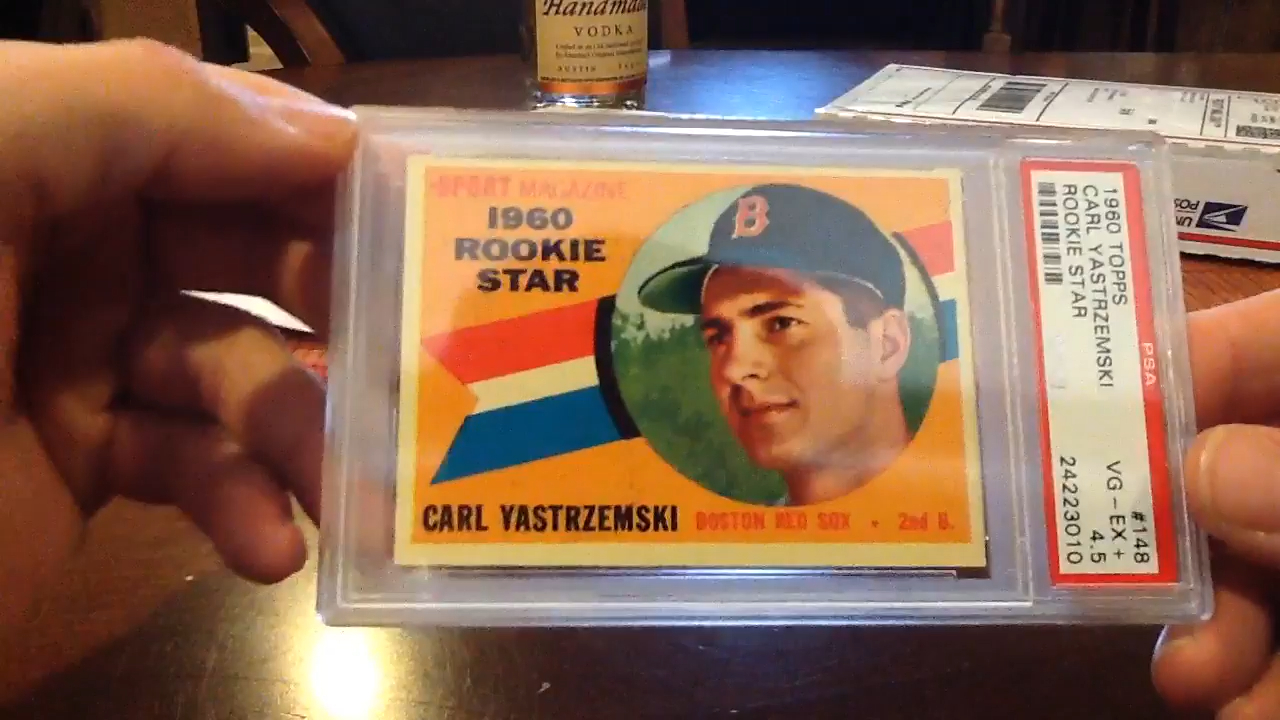 Handmade
VODKA
AUSTIN
SPORT MAGAZINE
1960
ROOKIE
STAR
CARL YASTRZEMSKI
BOSTON RED SOX • 2nd B.
B
1960 TOPPS #148
CARL YASTRZEMSKI VG-EX+
ROOKIE STAR 4.5
24223010
PSA